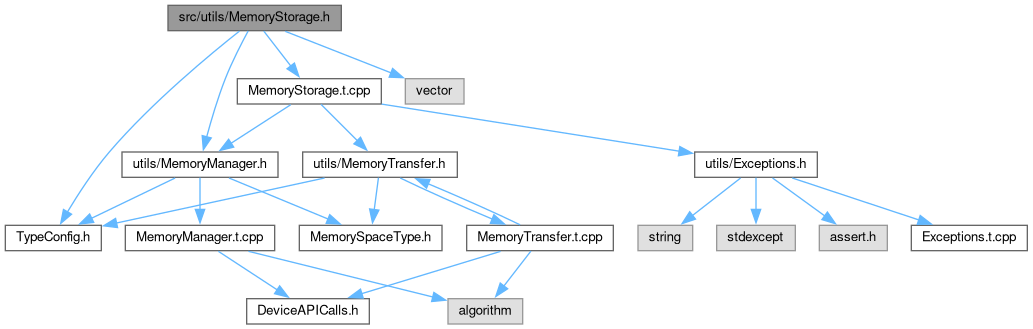 src/utils/MemoryStorage.h
MemoryStorage.t.cpp
vector
utils/MemoryManager.h
utils/MemoryTransfer.h
utils/Exceptions.h
TypeConfig.h
MemoryManager.t.cpp
MemorySpaceType.h
MemoryTransfer.t.cpp
string
stdexcept
assert.h
Exceptions.t.cpp
DeviceAPICalls.h
algorithm